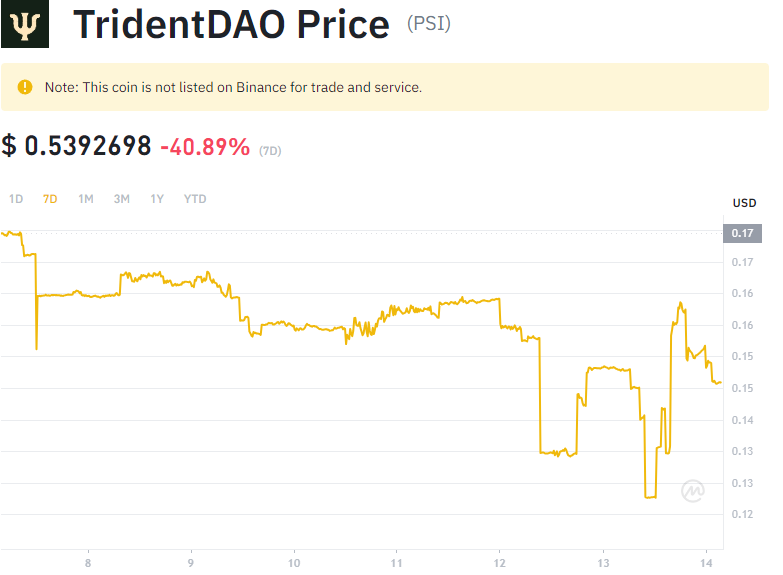 TridentDAO Price (PSI)
Note: This coin is not listed on Binance for trade and service.
$ 0.5392698 -40.89% (7D)
1D 7D 1M 3M 1Y YTD
USD
0.17
0.17
0.16
0.16
0.15
0.15
0.14
0.13
0.13
0.12
8 9 10 11 12 13 14